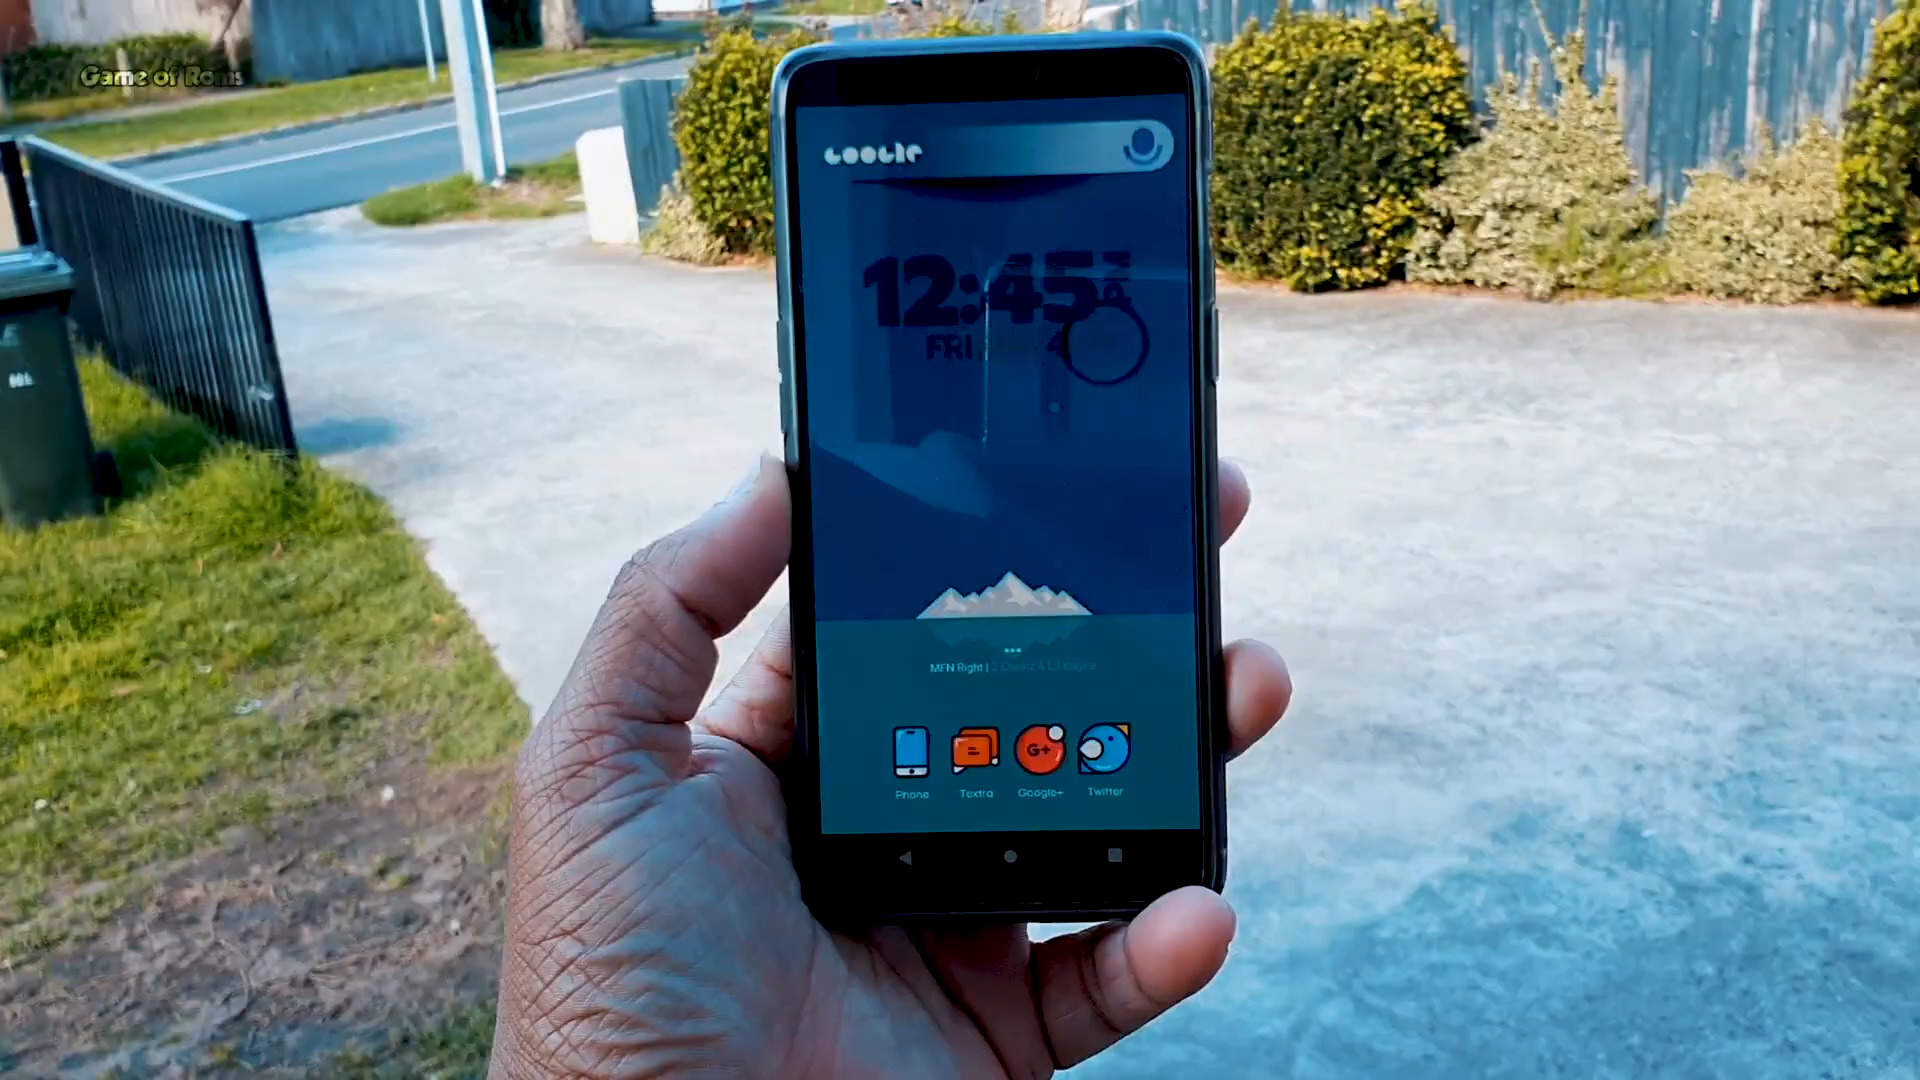 Game of Roms
GOOGLE
12:45
FRI
MFN Right |
G+
Phone
Textra
Google+
Twitter